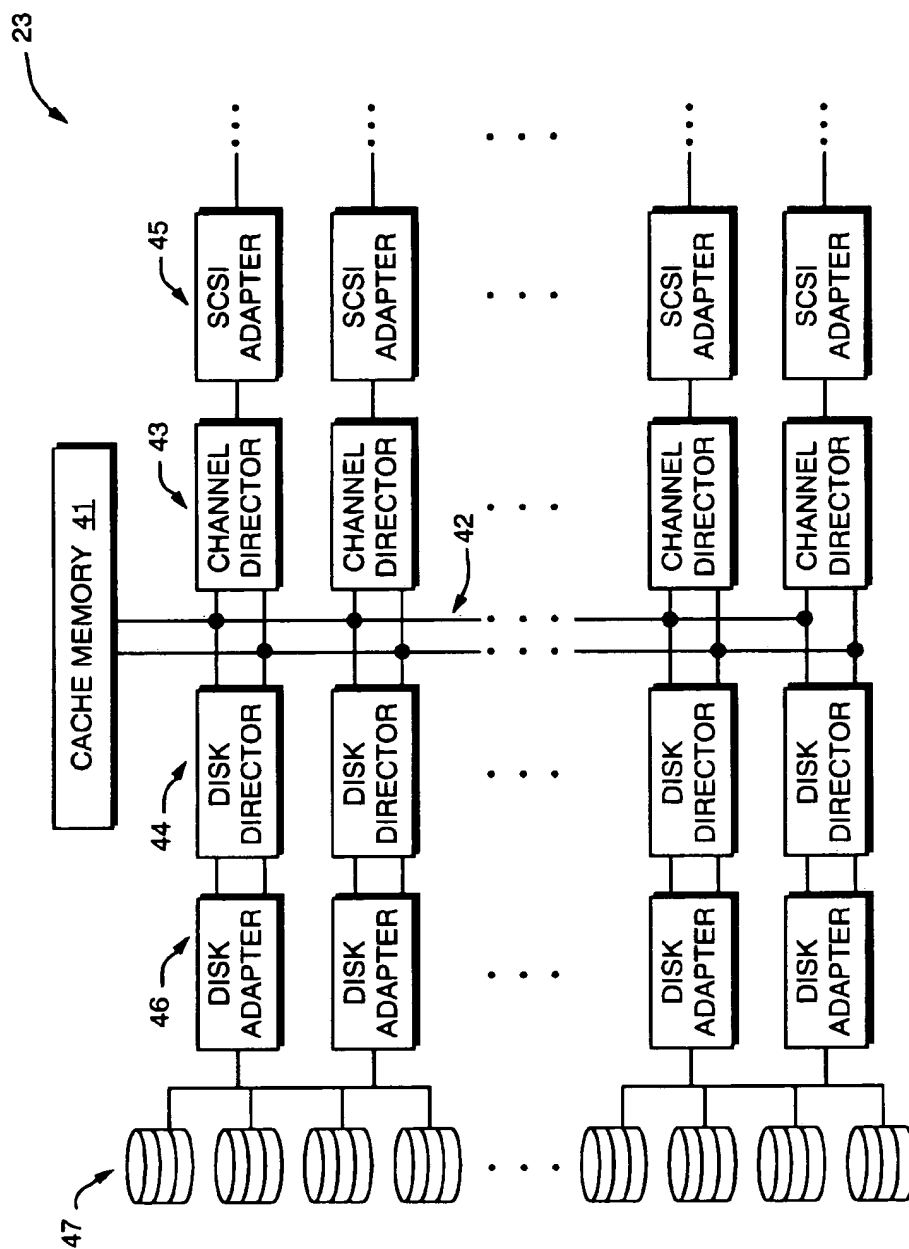 23
CACHE MEMORY 41
47
46
44
43
45
DISK
ADAPTER
DISK
DIRECTOR
CHANNEL
DIRECTOR
SCSI
ADAPTER
DISK
ADAPTER
DISK
DIRECTOR
CHANNEL
DIRECTOR
SCSI
ADAPTER
42
DISK
ADAPTER
DISK
DIRECTOR
CHANNEL
DIRECTOR
SCSI
ADAPTER
DISK
ADAPTER
DISK
DIRECTOR
CHANNEL
DIRECTOR
SCSI
ADAPTER